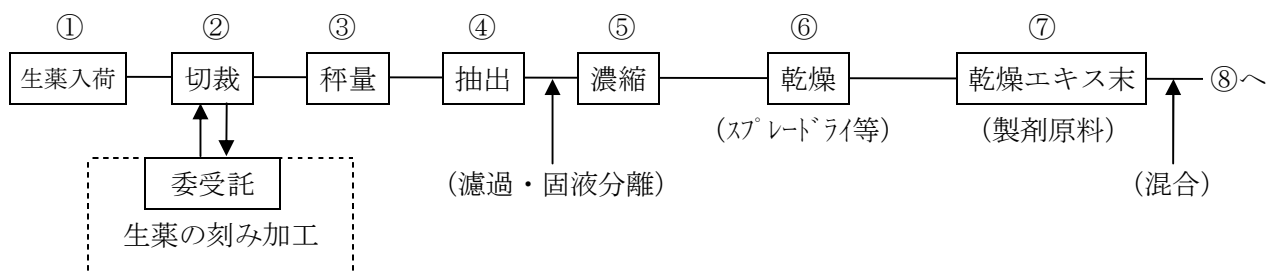 ① ② ③ ④ ⑤ ⑥ ⑦
生薬入荷 切裁 秤量 抽出 濃縮 乾燥 乾燥エキス末 ⑧へ
(ｽﾌﾟﾚｰﾄﾞﾗｲ等) (製剤原料)
委受託 (濾過・固液分離) (混合)
生薬の刻み加工